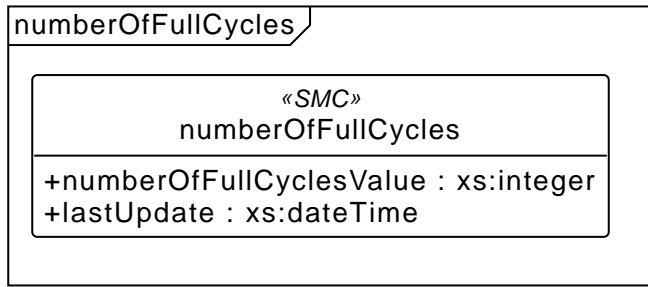 numberOfFullCycles
«SMC»
numberOfFullCycles
+numberOfFullCyclesValue : xs:integer
+lastUpdate : xs:dateTime